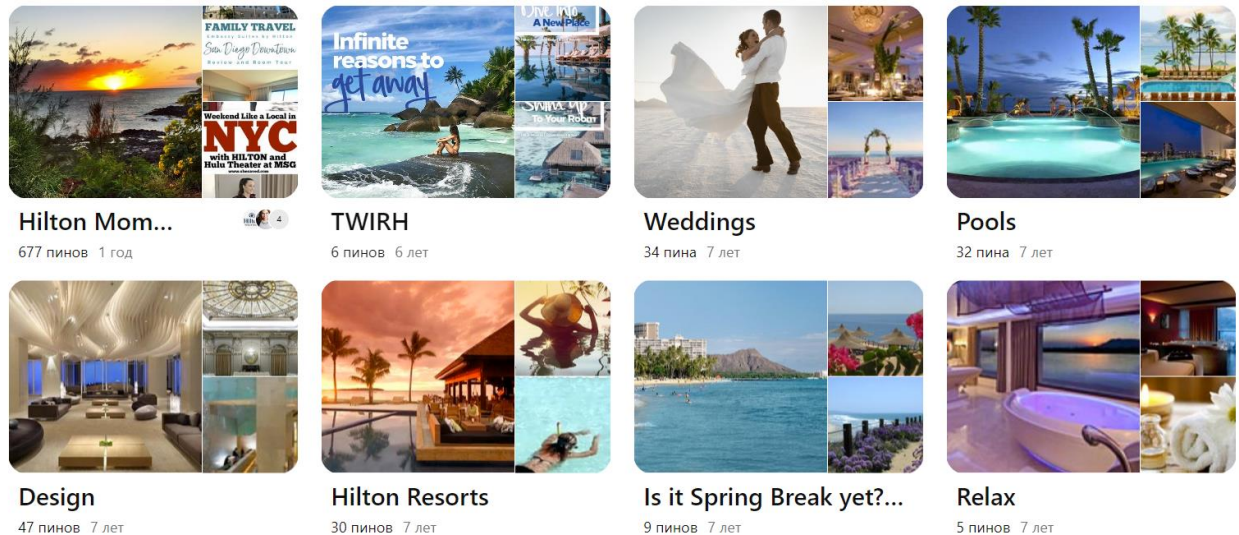 FAMILY TRAVEL
Embassy Suites by Hilton
San Diego Downtown
Review and Room Tour
Weekend Like a Local in
NYC
with HILTON and
Hulu Theater at MSG
Infinite
reasons to
get away
Dive Into
A New Place
Swim Up
To Your Room
Hilton Mom...
4
677 пинов 1 год
TWIRH
6 пинов 6 лет
Weddings
34 пина 7 лет
Pools
32 пина 7 лет
Design
47 пинов 7 лет
Hilton Resorts
30 пинов 7 лет
Is it Spring Break yet?...
9 пинов 7 лет
Relax
5 пинов 7 лет